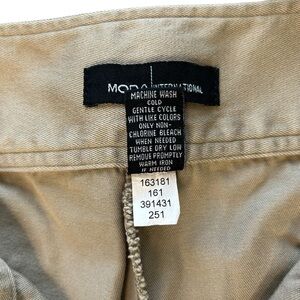 MODA INTERNATIONAL
MACHINE WASH
COLD
GENTLE CYCLE
WITH LIKE COLORS
ONLY NON-
CHLORINE BLEACH
WHEN NEEDED
TUMBLE DRY LOW
REMOVE PROMPTLY
WARM IRON
IF NEEDED
163181
161
391431
251